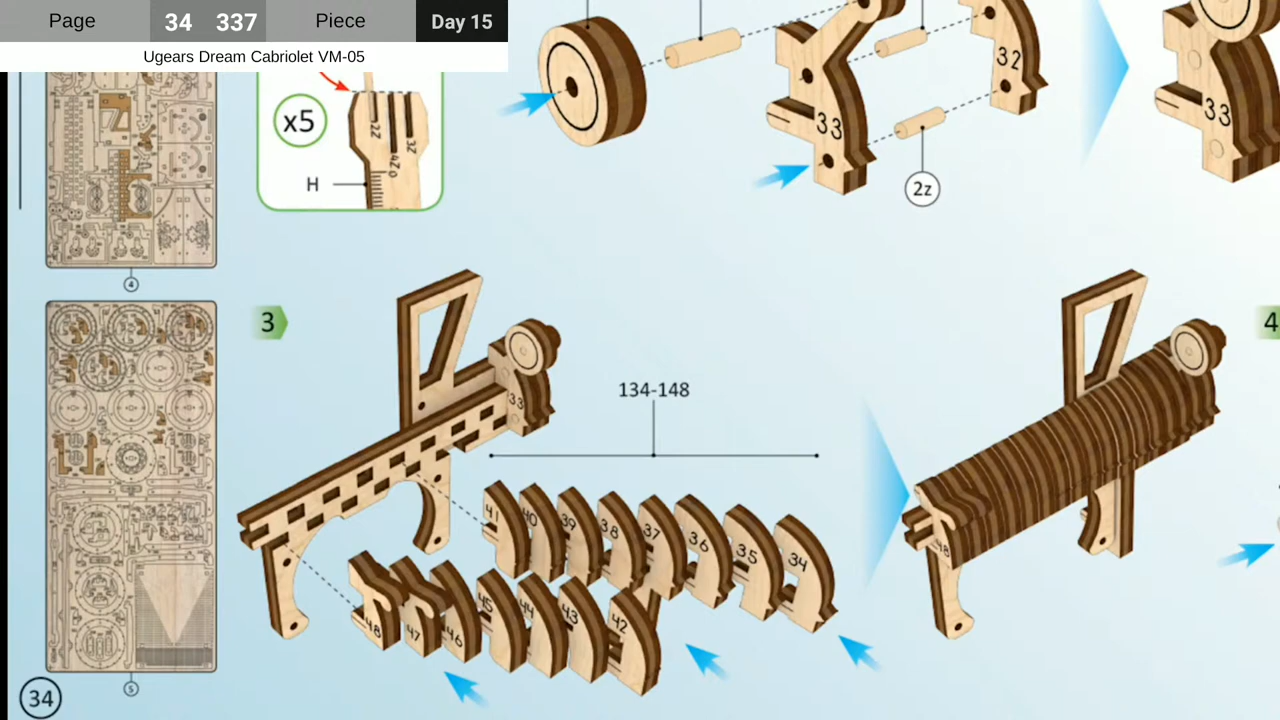 Page 34 337 Piece Day 15
Ugears Dream Cabriolet VM-05
x5
2Z
4Z
3Z
0
H
33
32
33
2z
4
3
4
134-148
33
41 40 39 38 37 36 35 34
48 47 46 45 44 43 42
48
34
5